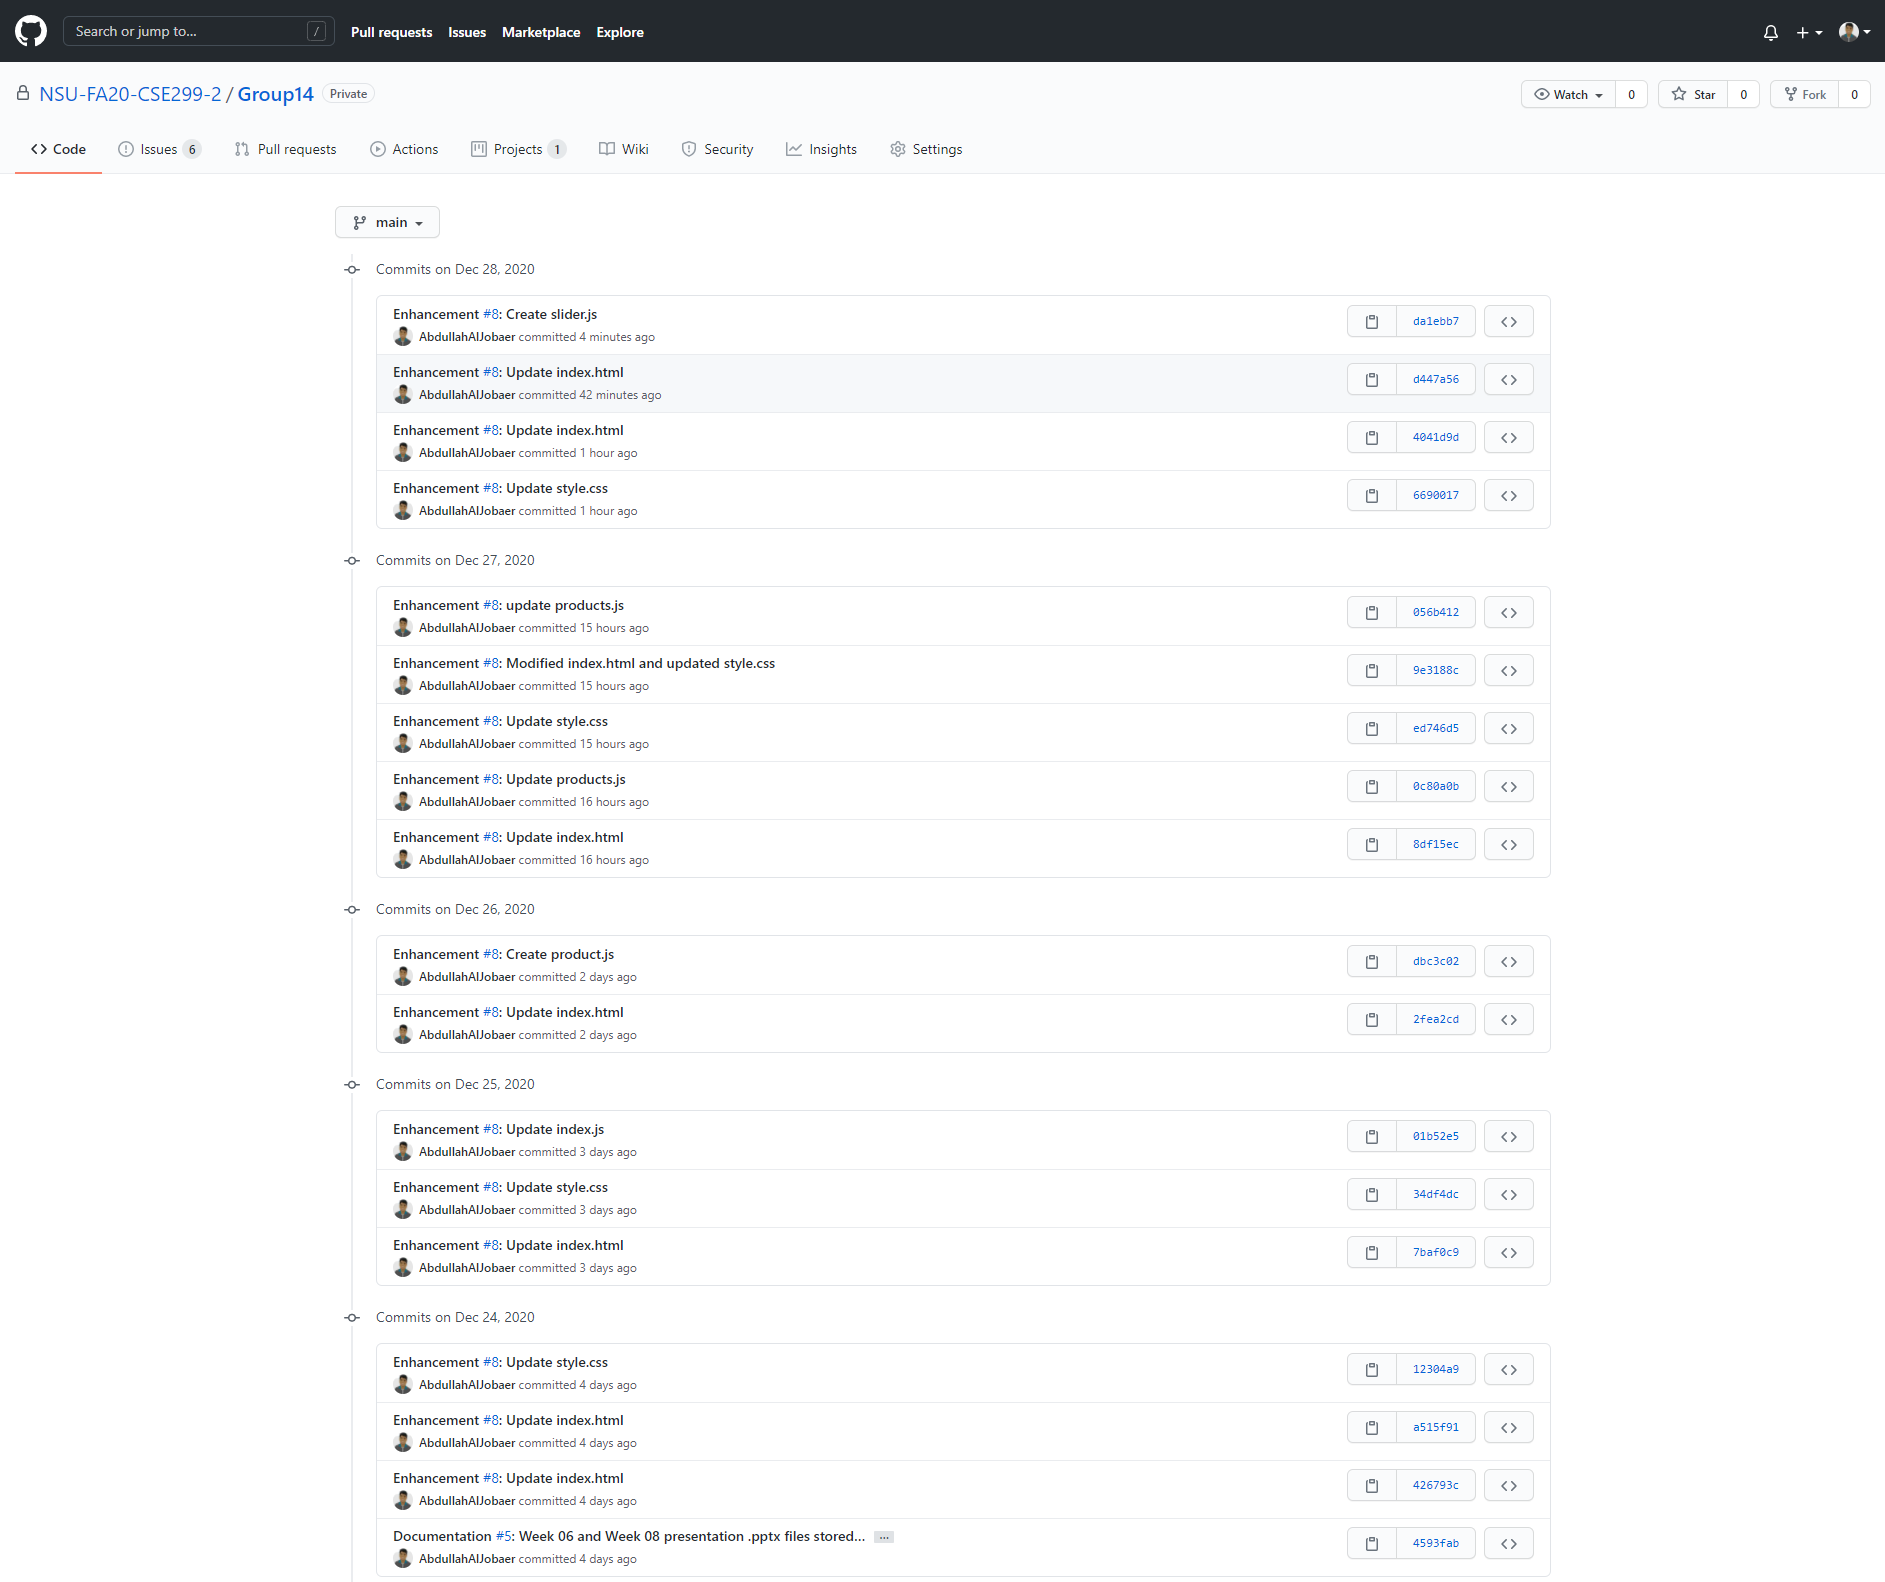 Search or jump to... /
Pull requests Issues Marketplace Explore
NSU-FA20-CSE299-2 / Group14 Private
Watch 0 Star 0 Fork 0
Code Issues 6 Pull requests Actions Projects 1 Wiki Security Insights Settings
main
Commits on Dec 28, 2020
Enhancement #8: Create slider.js
AbdullahAlJobaer committed 4 minutes ago
da1ebb7
Enhancement #8: Update index.html
AbdullahAlJobaer committed 42 minutes ago
d447a56
Enhancement #8: Update index.html
AbdullahAlJobaer committed 1 hour ago
4041d9d
Enhancement #8: Update style.css
AbdullahAlJobaer committed 1 hour ago
6690017
Commits on Dec 27, 2020
Enhancement #8: update products.js
AbdullahAlJobaer committed 15 hours ago
056b412
Enhancement #8: Modified index.html and updated style.css
AbdullahAlJobaer committed 15 hours ago
9e3188c
Enhancement #8: Update style.css
AbdullahAlJobaer committed 15 hours ago
ed746d5
Enhancement #8: Update products.js
AbdullahAlJobaer committed 16 hours ago
0c80a0b
Enhancement #8: Update index.html
AbdullahAlJobaer committed 16 hours ago
8df15ec
Commits on Dec 26, 2020
Enhancement #8: Create product.js
AbdullahAlJobaer committed 2 days ago
dbc3c02
Enhancement #8: Update index.html
AbdullahAlJobaer committed 2 days ago
2fea2cd
Commits on Dec 25, 2020
Enhancement #8: Update index.js
AbdullahAlJobaer committed 3 days ago
01b52e5
Enhancement #8: Update style.css
AbdullahAlJobaer committed 3 days ago
34df4dc
Enhancement #8: Update index.html
AbdullahAlJobaer committed 3 days ago
7baf0c9
Commits on Dec 24, 2020
Enhancement #8: Update style.css
AbdullahAlJobaer committed 4 days ago
12304a9
Enhancement #8: Update index.html
AbdullahAlJobaer committed 4 days ago
a515f91
Enhancement #8: Update index.html
AbdullahAlJobaer committed 4 days ago
426793c
Documentation #5: Week 06 and Week 08 presentation .pptx files stored... ...
AbdullahAlJobaer committed 4 days ago
4593fab